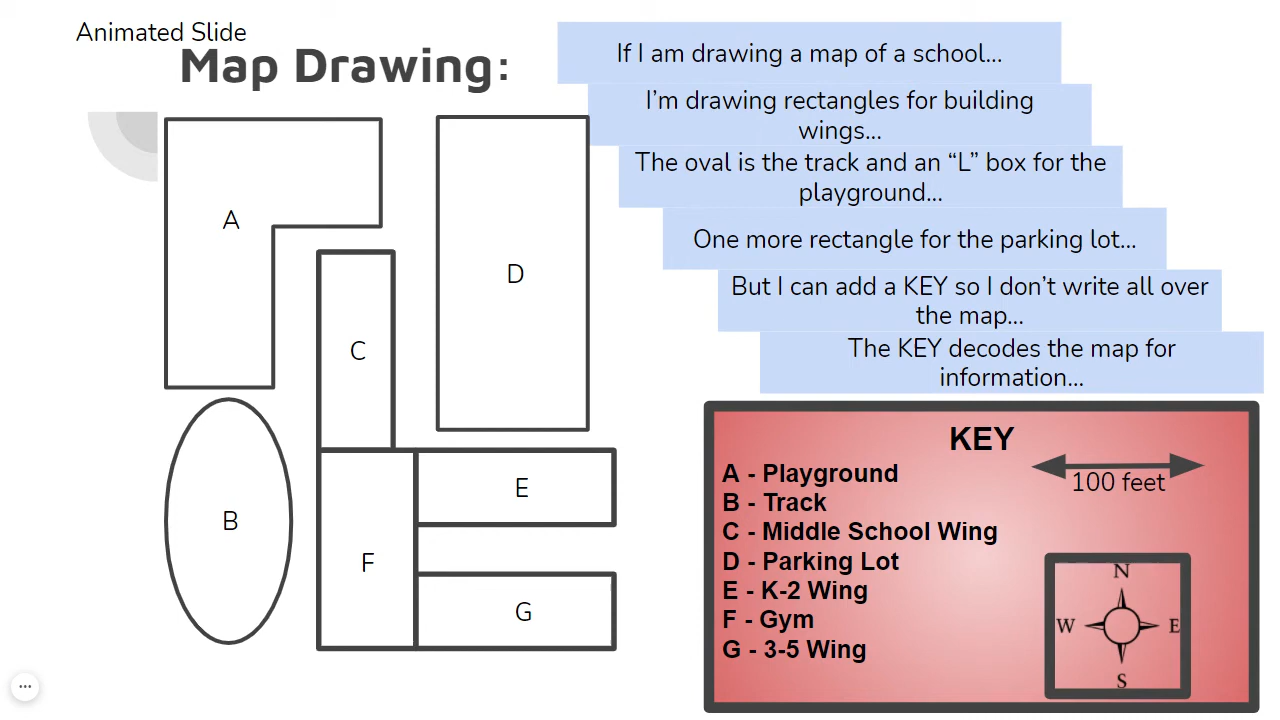 Animated Slide
Map Drawing:
If I am drawing a map of a school...
I’m drawing rectangles for building
wings...
The oval is the track and an “L” box for the
playground...
One more rectangle for the parking lot...
But I can add a KEY so I don’t write all over
the map...
The KEY decodes the map for
information...
A
D
C
B
E
F
G
KEY
A - Playground
B - Track
C - Middle School Wing
D - Parking Lot
E - K-2 Wing
F - Gym
G - 3-5 Wing
100 feet
N
W E
S